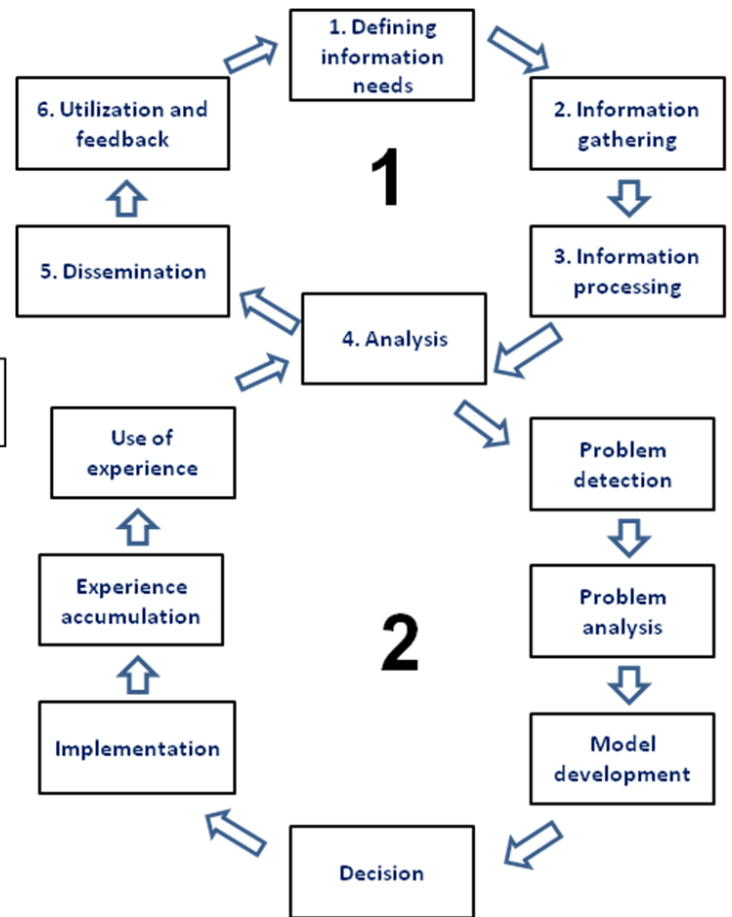 1. Defining
information
needs
2. Information
gathering
3. Information
processing
4. Analysis
5. Dissemination
6. Utilization and
feedback
1
Problem
detection
Problem
analysis
Model
development
Decision
Implementation
Experience
accumulation
Use of
experience
2